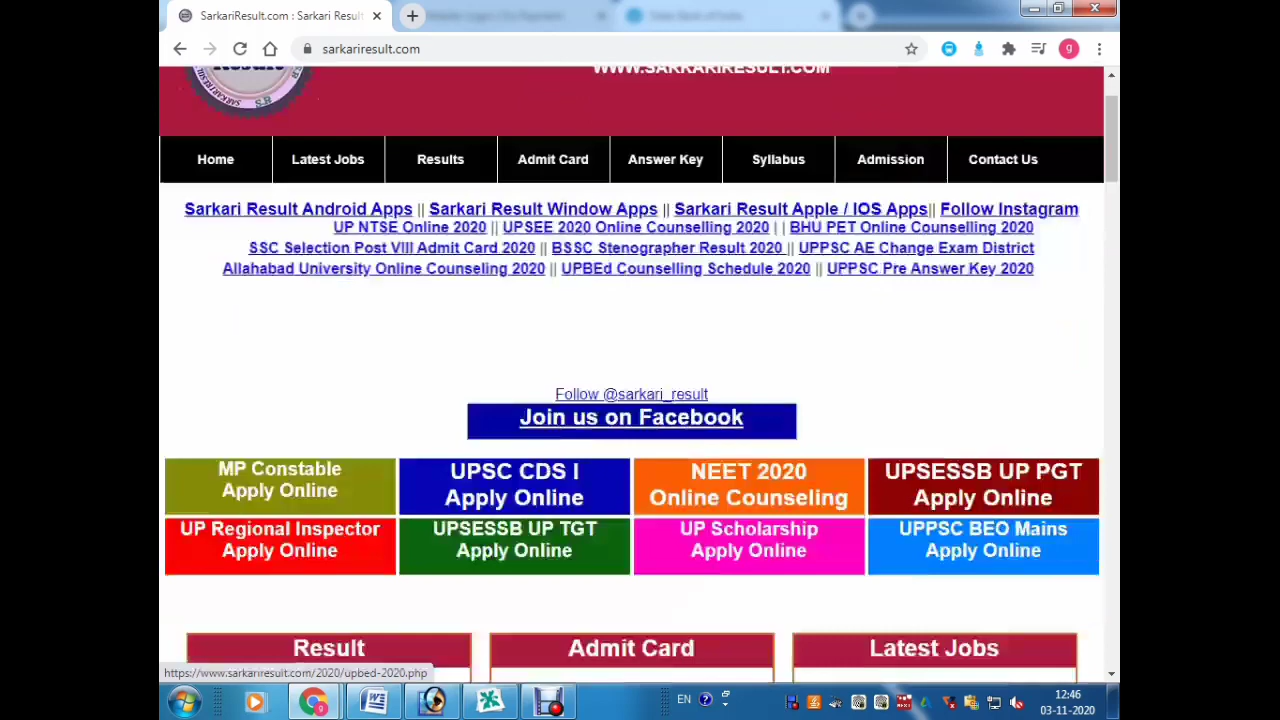 SarkariResult.com : Sarkari Result
sarkariresult.com
g
WWW.SARKARIRESULT.COM
Home Latest Jobs Results Admit Card Answer Key Syllabus Admission Contact Us
Sarkari Result Android Apps || Sarkari Result Window Apps || Sarkari Result Apple / IOS Apps|| Follow Instagram
UP NTSE Online 2020 || UPSEE 2020 Online Counselling 2020 | | BHU PET Online Counselling 2020
SSC Selection Post VIII Admit Card 2020 || BSSC Stenographer Result 2020 || UPPSC AE Change Exam District
Allahabad University Online Counseling 2020 || UPBEd Counselling Schedule 2020 || UPPSC Pre Answer Key 2020
Follow @sarkari_result
Join us on Facebook
MP Constable UPSC CDS I NEET 2020 UPSESSB UP PGT
Apply Online Apply Online Online Counseling Apply Online
UP Regional Inspector UPSESSB UP TGT UP Scholarship UPPSC BEO Mains
Apply Online Apply Online Apply Online Apply Online
Result Admit Card Latest Jobs
https://www.sarkariresult.com/2020/upbed-2020.php
EN
12:46
03-11-2020